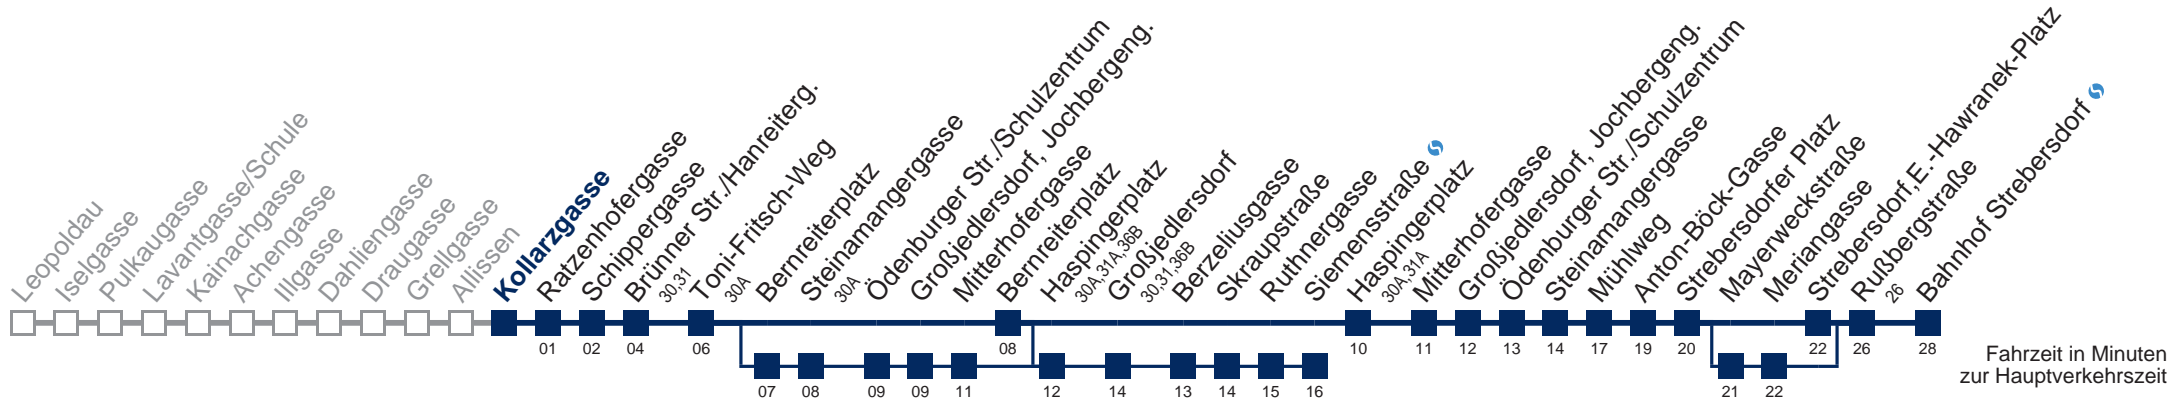 Leopoldau
Iselgasse
Pulkaugasse
Lavantgasse/Schule
Kainachgasse
Achengasse
Illgasse
Dahliengasse
Draugasse
Grellgasse
Allissen
Kollarzgasse
Ratzenhofergasse
Schippergasse
Brünner Str./Hanreiterg.
30,31
Toni-Fritsch-Weg
30A
Bernreiterplatz
Steinamangergasse
30A
Ödenburger Str./Schulzentrum
Großjedlersdorf, Jochbergeng.
Mitterhofergasse
Bernreiterplatz
Haspingerplatz
30A,31A,36B
Großjedlersdorf
30,31,36B
Berzeliusgasse
Skraupstraße
Ruthnergasse
Siemensstraße
Haspingerplatz
30A,31A
Mitterhofergasse
Großjedlersdorf, Jochbergeng.
Ödenburger Str./Schulzentrum
Steinamangergasse
Mühlweg
Anton-Böck-Gasse
Strebersdorfer Platz
Mayerweckstraße
Meriangasse
Strebersdorf,E.-Hawranek-Platz
Rußbergstraße
26
Bahnhof Strebersdorf
01 02 04 06 08 10 11 12 13 14 17 19 20 22 26 28
07 08 09 09 11 12 14 13 14 15 16 21 22
Fahrzeit in Minuten
zur Hauptverkehrszeit